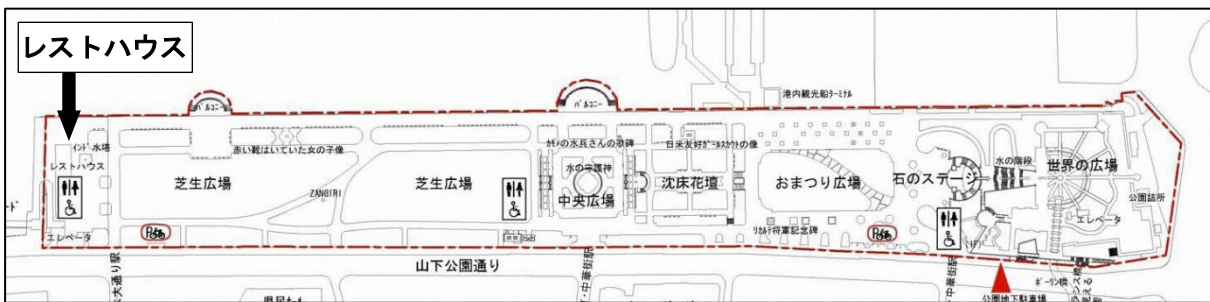 レストハウス
バルコニー
バルコニー
港内観光船ターミナル
インド水塔
赤い靴はいていた女の子像
カモメの水兵さんの歌碑
日米友好ガールスカウトの像
レストハウス
芝生広場
ZANGIRI
芝生広場
水の守護神
中央広場
沈床花壇
おまつり広場
石のステージ
水の階段
世界の広場
公園詰所
エレベータ
エレベータ
リカルテ将軍記念碑
山下公園通り
公園地下駐車場
ポーリン橋